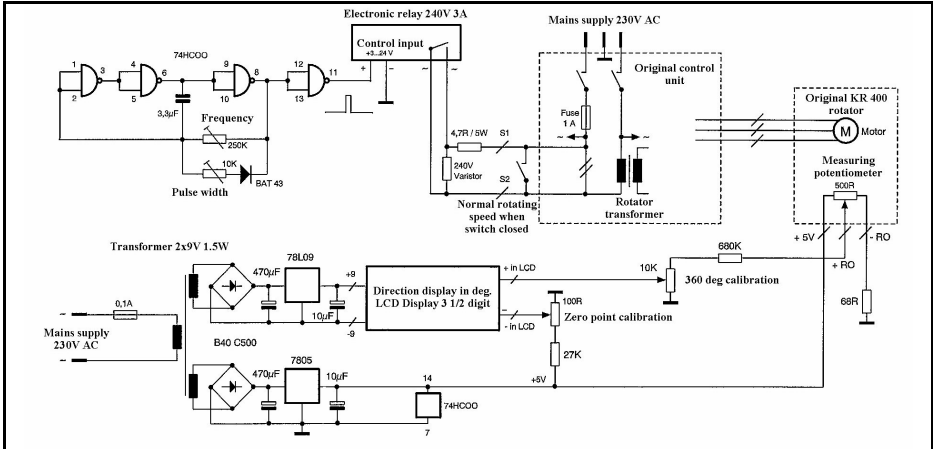 Electronic relay 240V 3A
Control input
+3...24 V
+
−
~
~
Mains supply 230V AC
Original control
unit
Fuse
1 A
~
~
Rotator
transformer
Original KR 400
rotator
M
Motor
Measuring
potentiometer
500R
+ 5V
+ RO
- RO
68R
74HCOO
1
2
3
4
5
6
9
10
8
12
13
11
3,3µF
Frequency
250K
10K
BAT 43
Pulse width
4,7R / 5W
S1
240V
Varistor
S2
Normal rotating
speed when
switch closed
Transformer 2x9V 1.5W
0,1A
~
Mains supply
230V AC
~
B40 C500
470µF
78L09
10µF
+9
-9
Direction display in deg.
LCD Display 3 1/2 digit
+ in LCD
−
- in LCD
680K
10K
360 deg calibration
100R
Zero point calibration
27K
470µF
7805
10µF
14
74HCOO
7
+5V